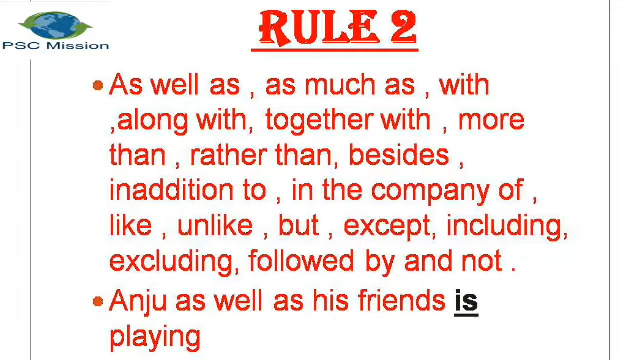 RULE 2
PSC Mission
• As well as , as much as , with
,along with, together with , more
than , rather than, besides ,
inaddition to , in the company of ,
like , unlike , but , except, including,
excluding, followed by and not .
• Anju as well as his friends is
playing